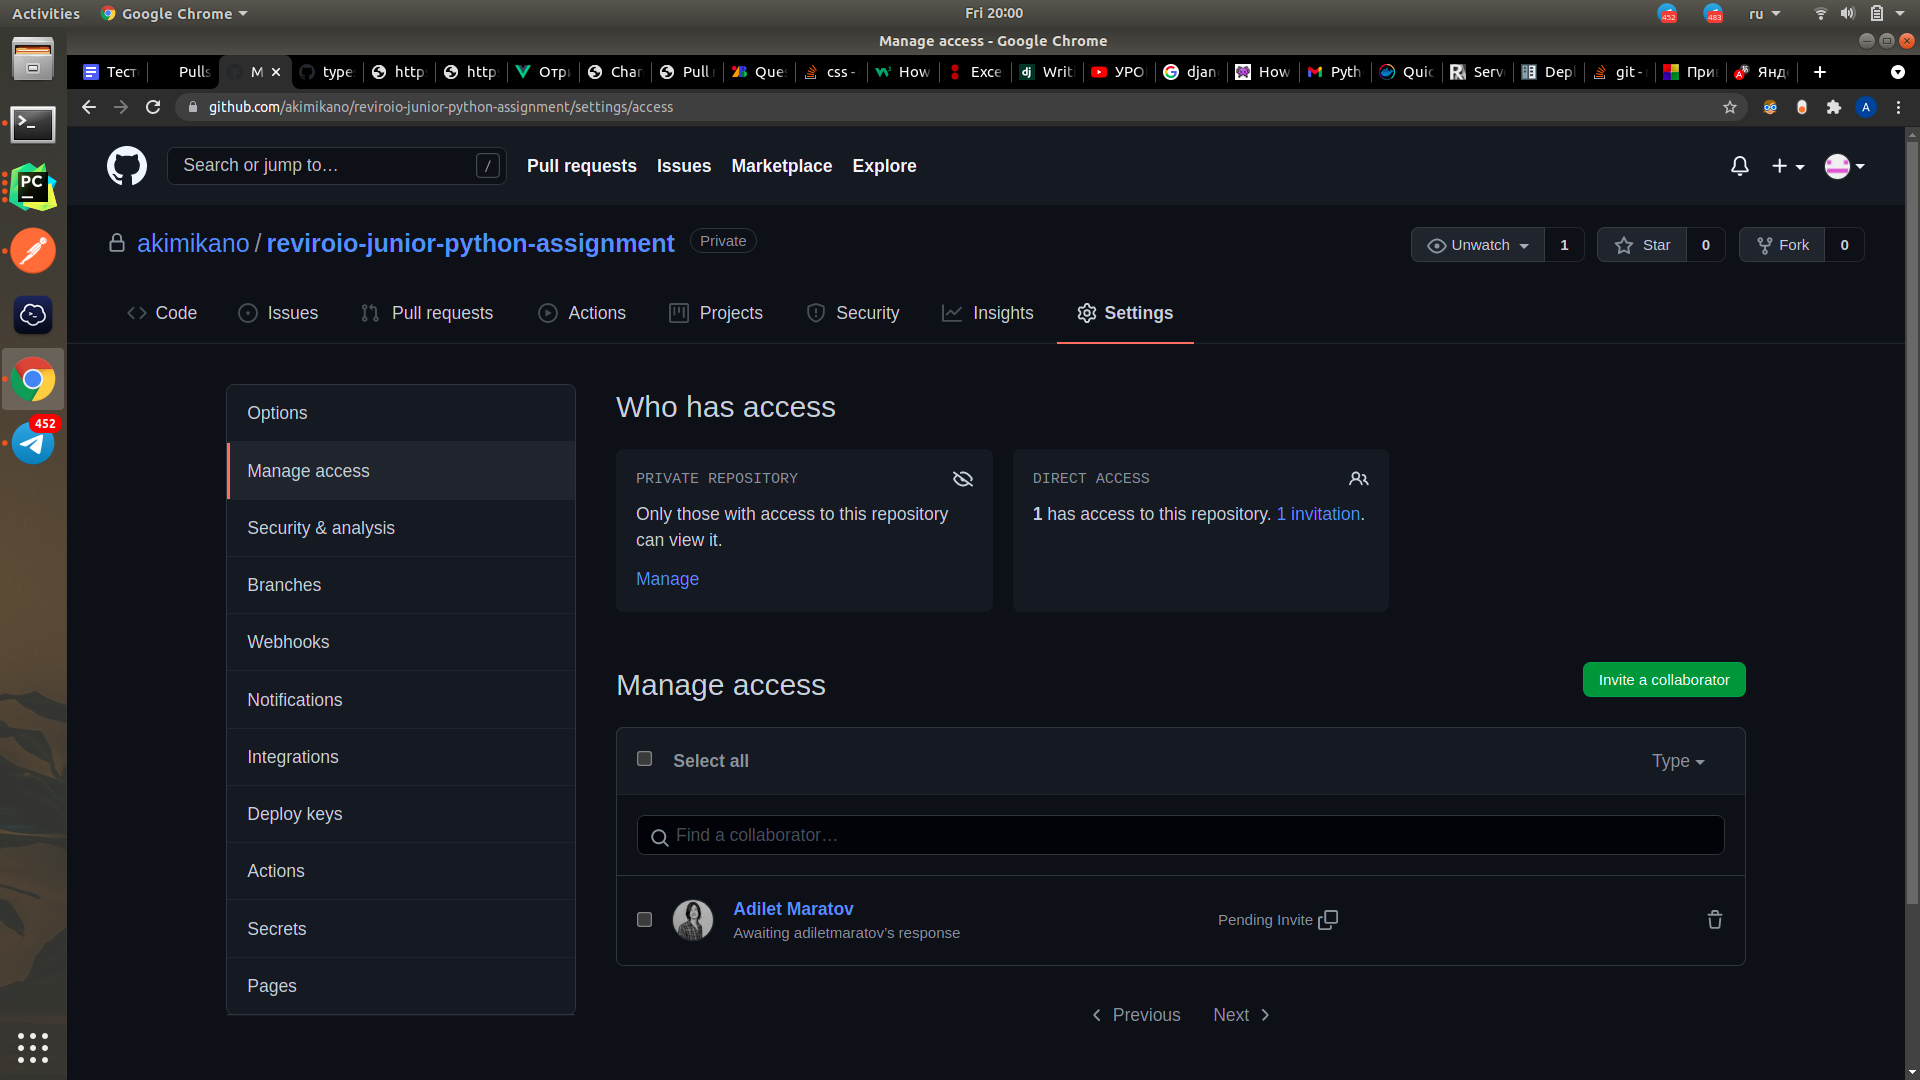 Activities
Google Chrome
Fri 20:00
452
483
ru
Manage access - Google Chrome
Тест
Pulls
M
type
http
http
Отр
Char
Pull
Que
css -
How
Exce
Writ
УРО
djan
How
Pyth
Quic
Serv
Depl
git -
При
Янд
github.com/akimikano/reviroio-junior-python-assignment/settings/access
A
Search or jump to…
/
Pull requests
Issues
Marketplace
Explore
akimikano / reviroio-junior-python-assignment
Private
Unwatch
1
Star
0
Fork
0
Code
Issues
Pull requests
Actions
Projects
Security
Insights
Settings
PC
452
Options
Manage access
Security & analysis
Branches
Webhooks
Notifications
Integrations
Deploy keys
Actions
Secrets
Pages
Who has access
PRIVATE REPOSITORY
Only those with access to this repository
can view it.
Manage
DIRECT ACCESS
1 has access to this repository. 1 invitation.
Manage access
Invite a collaborator
Select all
Type
Find a collaborator…
Adilet Maratov
Awaiting adiletmaratov’s response
Pending Invite
Previous
Next